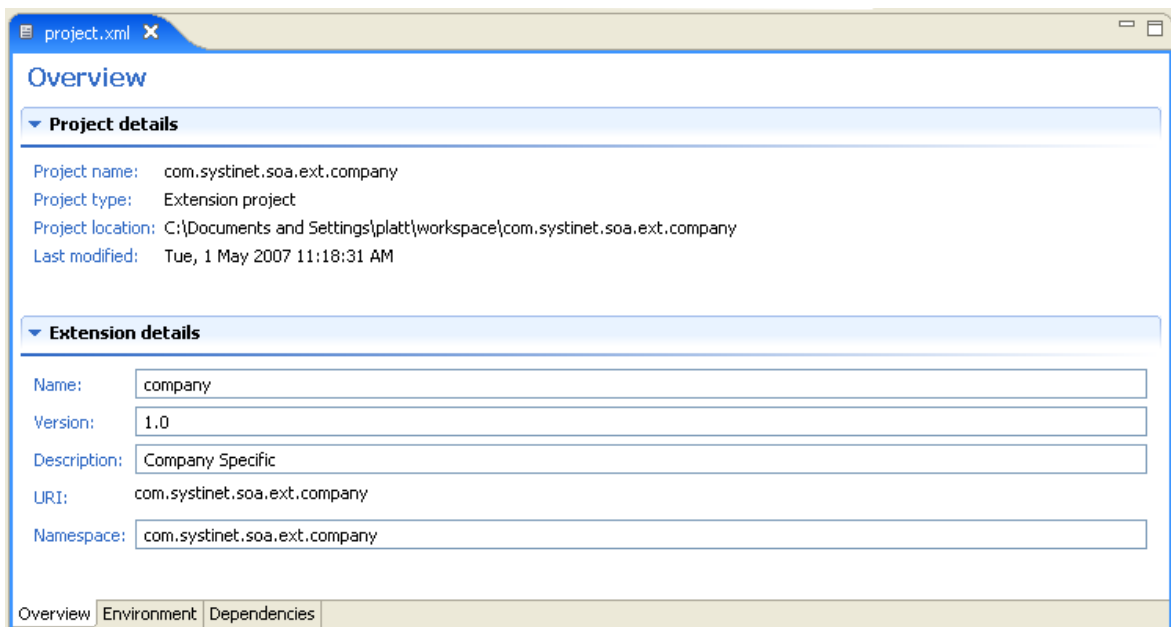 project.xml
Overview
Project details
Project name: com.systinet.soa.ext.company
Project type: Extension project
Project location: C:\Documents and Settings\platt\workspace\com.systinet.soa.ext.company
Last modified: Tue, 1 May 2007 11:18:31 AM
Extension details
Name: company
Version: 1.0
Description: Company Specific
URI: com.systinet.soa.ext.company
Namespace: com.systinet.soa.ext.company
Overview Environment Dependencies